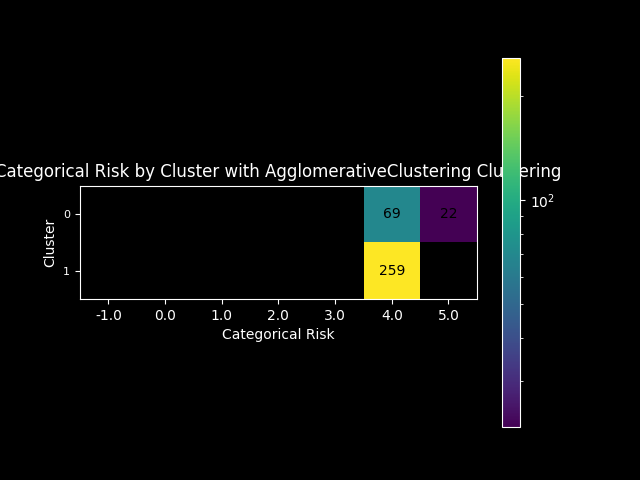 Categorical Risk by Cluster with AgglomerativeClustering Clustering
0
1
Cluster
69
22
259
-1.0 0.0 1.0 2.0 3.0 4.0 5.0
Categorical Risk
10²